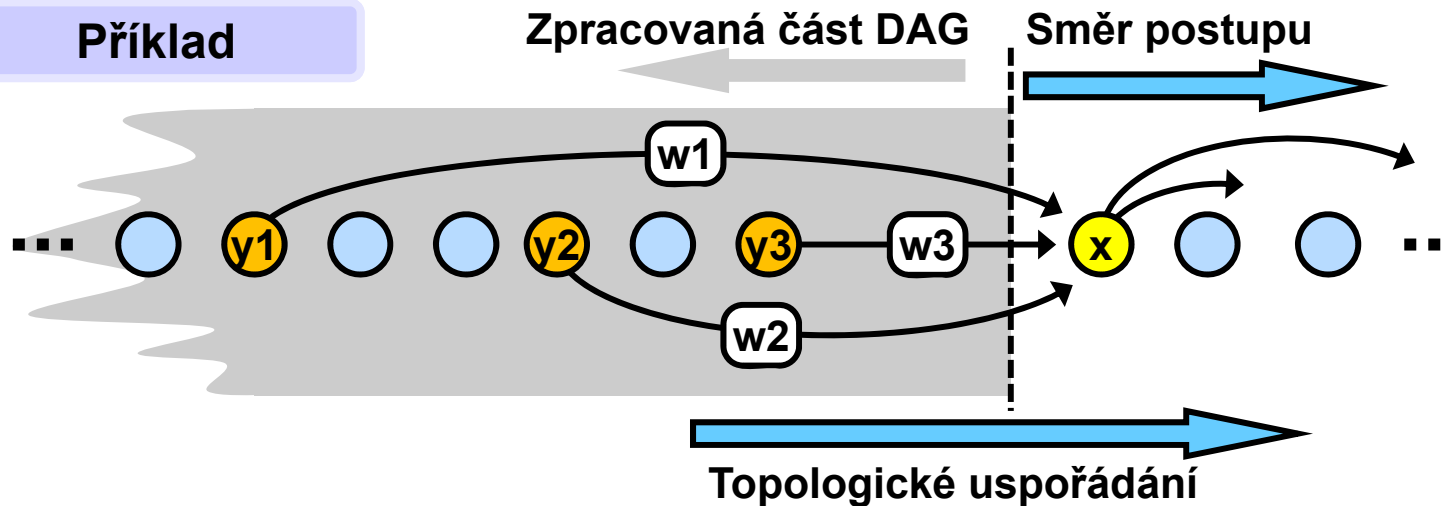 Příklad
Zpracovaná část DAG
Směr postupu
w1
y1
y2
y3
w3
x
w2
Topologické uspořádání